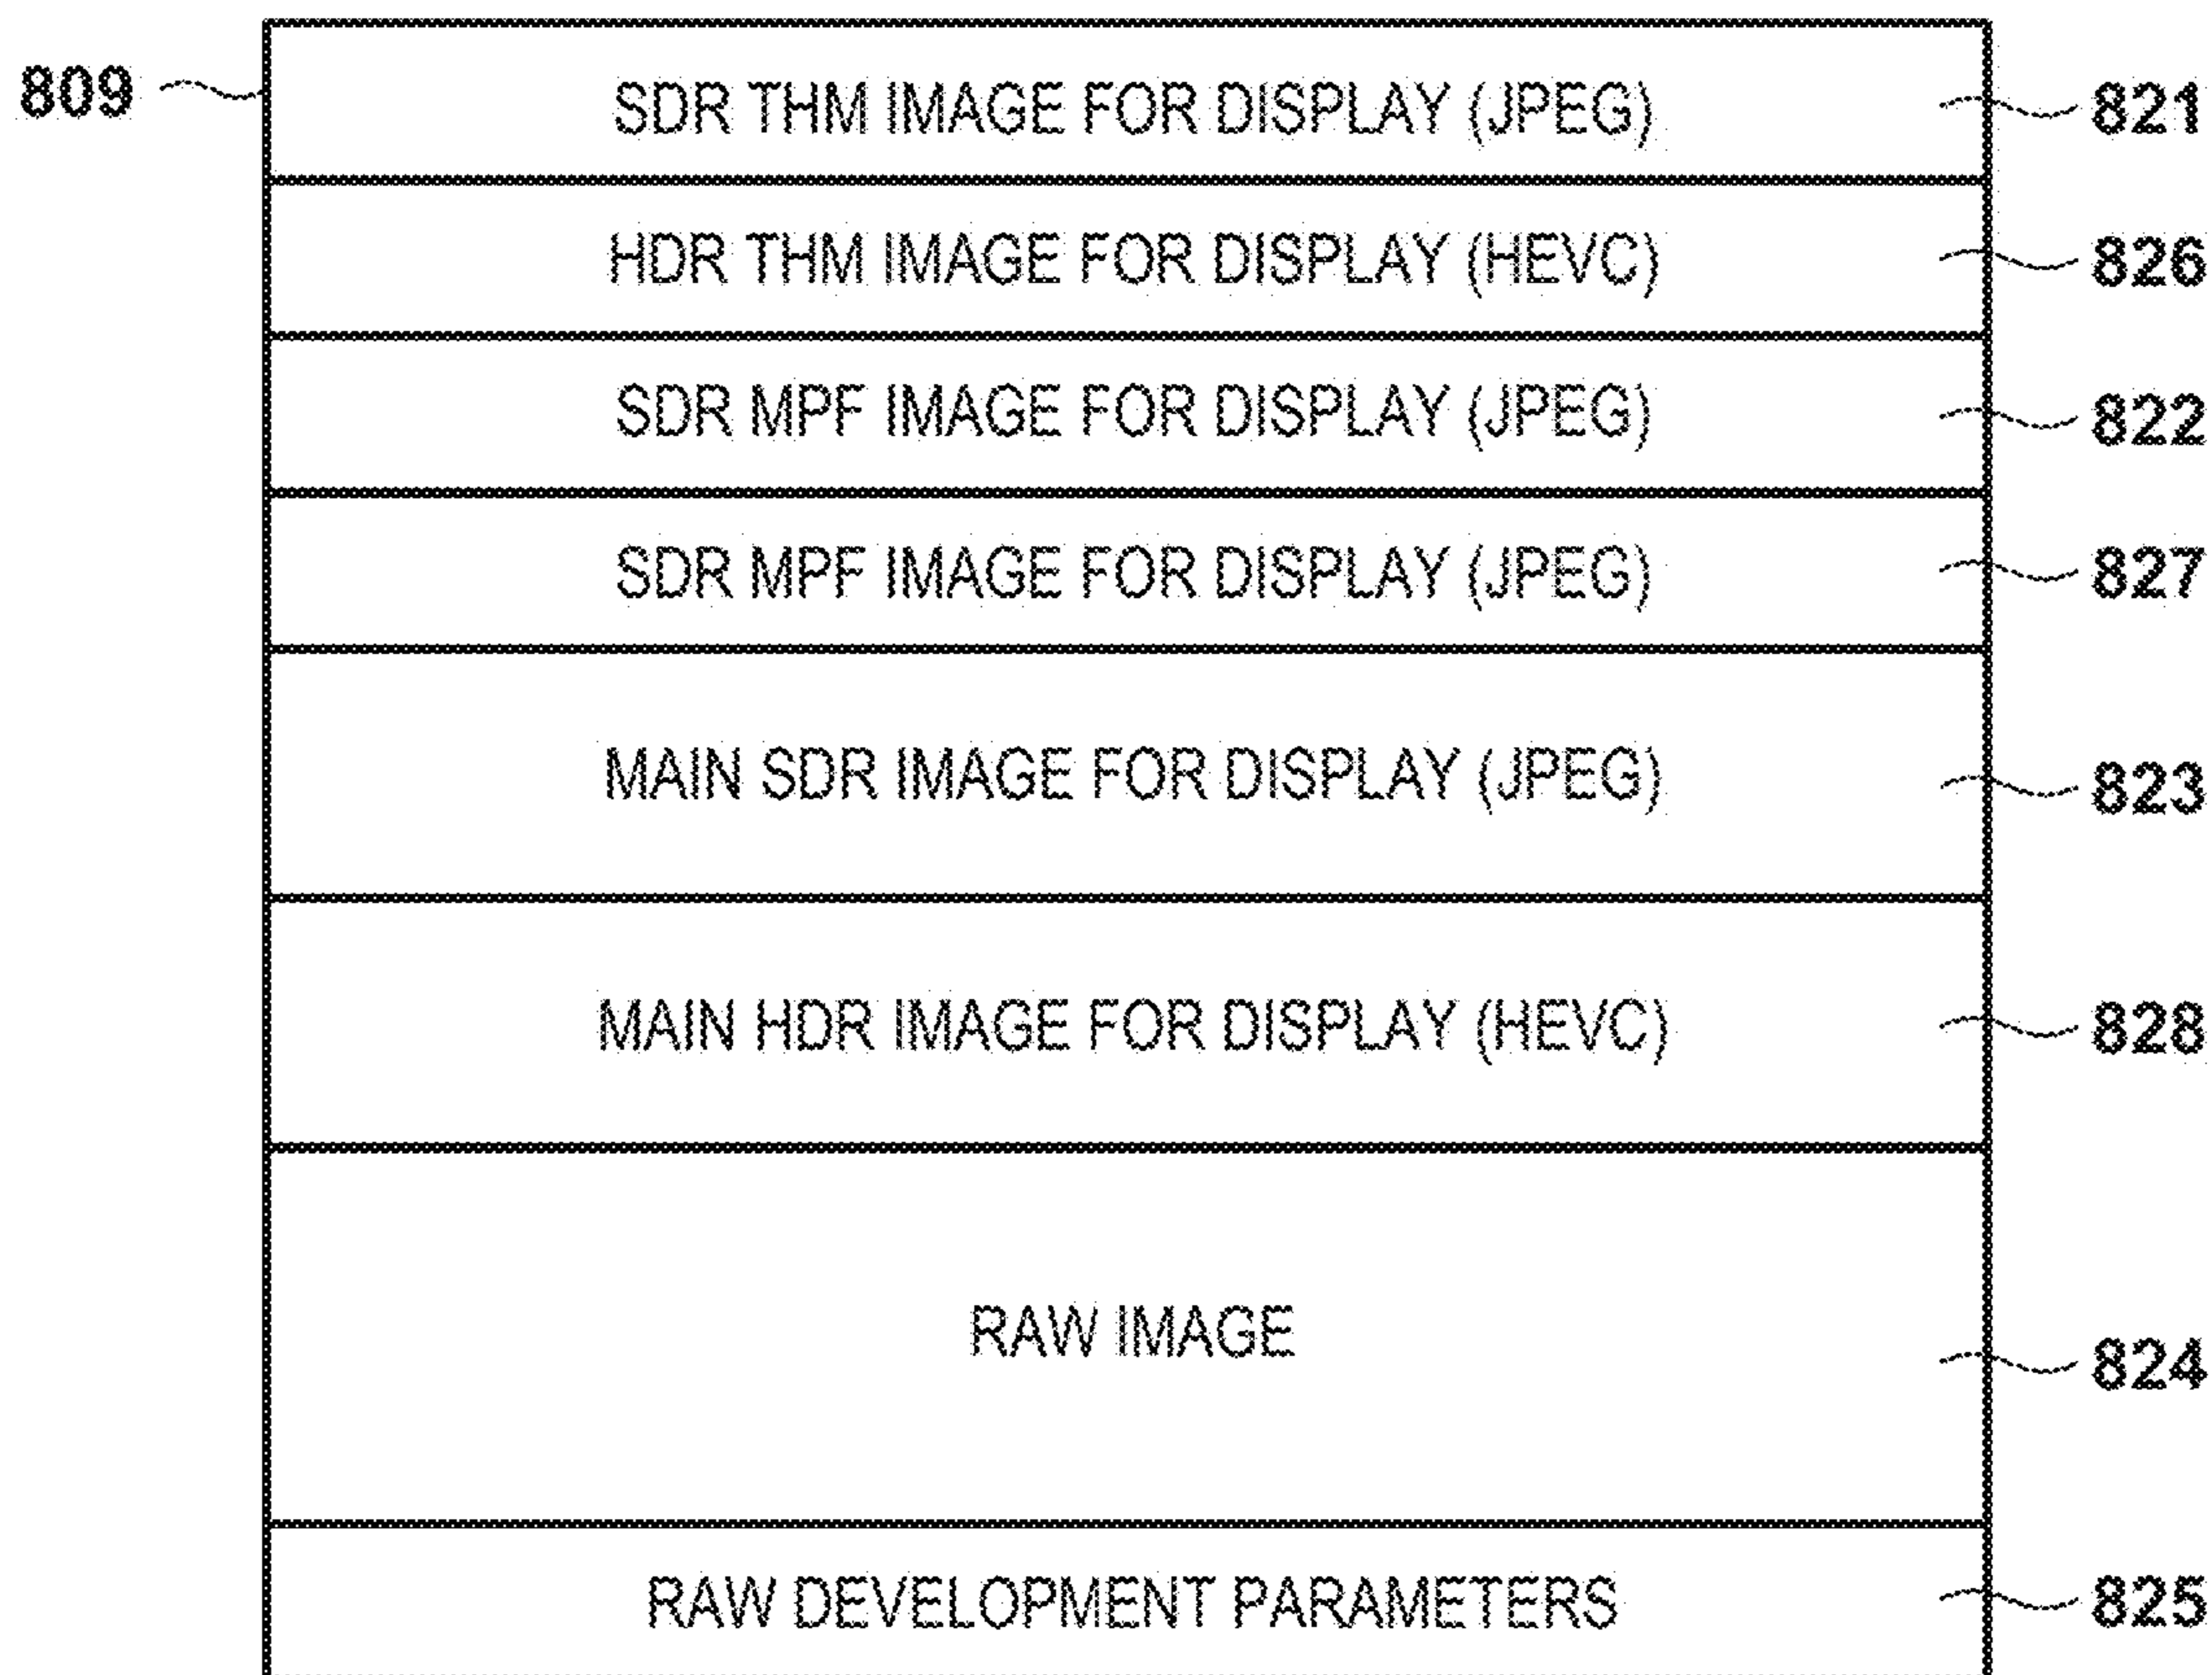 809
SDR THM IMAGE FOR DISPLAY (JPEG) 821
HDR THM IMAGE FOR DISPLAY (HEVC) 826
SDR MPF IMAGE FOR DISPLAY (JPEG) 822
SDR MPF IMAGE FOR DISPLAY (JPEG) 827
MAIN SDR IMAGE FOR DISPLAY (JPEG) 823
MAIN HDR IMAGE FOR DISPLAY (HEVC) 828
RAW IMAGE 824
RAW DEVELOPMENT PARAMETERS 825